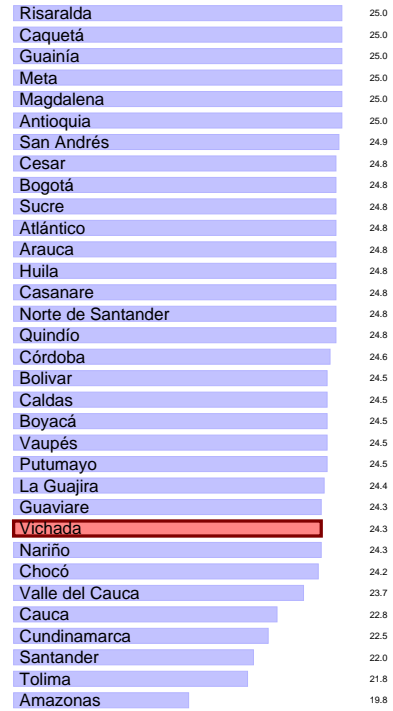 Risaralda 25.0
Caquetá 25.0
Guainía 25.0
Meta 25.0
Magdalena 25.0
Antioquia 25.0
San Andrés 24.9
Cesar 24.8
Bogotá 24.8
Sucre 24.8
Atlántico 24.8
Arauca 24.8
Huila 24.8
Casanare 24.8
Norte de Santander 24.8
Quindío 24.8
Córdoba 24.6
Bolivar 24.5
Caldas 24.5
Boyacá 24.5
Vaupés 24.5
Putumayo 24.5
La Guajira 24.4
Guaviare 24.3
Vichada 24.3
Nariño 24.3
Chocó 24.2
Valle del Cauca 23.7
Cauca 22.8
Cundinamarca 22.5
Santander 22.0
Tolima 21.8
Amazonas 19.8